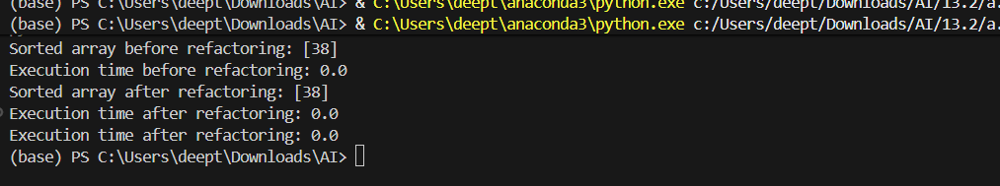 (base) PS C:\Users\deept\Downloads\AI> & C:\Users\deept\anaconda3\python.exe c:/Users/deept/Downloads/AI/13.2/a.
(base) PS C:\Users\deept\Downloads\AI> & C:\Users\deept\anaconda3\python.exe c:/Users/deept/Downloads/AI/13.2/a.
Sorted array before refactoring: [38]
Execution time before refactoring: 0.0
Sorted array after refactoring: [38]
Execution time after refactoring: 0.0
Execution time after refactoring: 0.0
(base) PS C:\Users\deept\Downloads\AI>